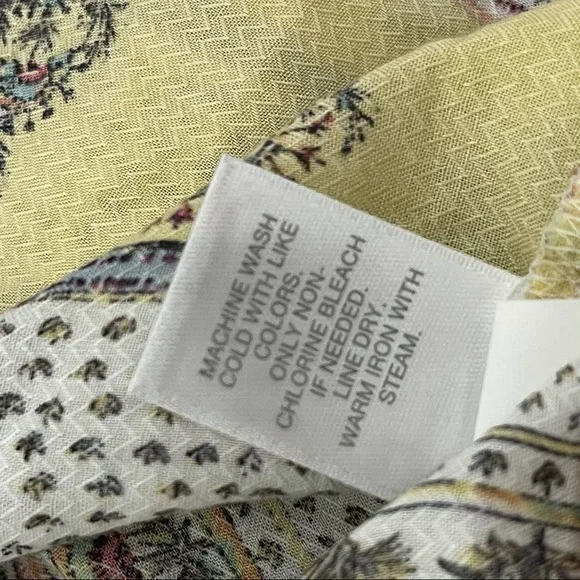 MACHINE WASH
COLD WITH LIKE
COLORS.
ONLY NON-
CHLORINE BLEACH
IF NEEDED.
LINE DRY.
WARM IRON WITH
STEAM.